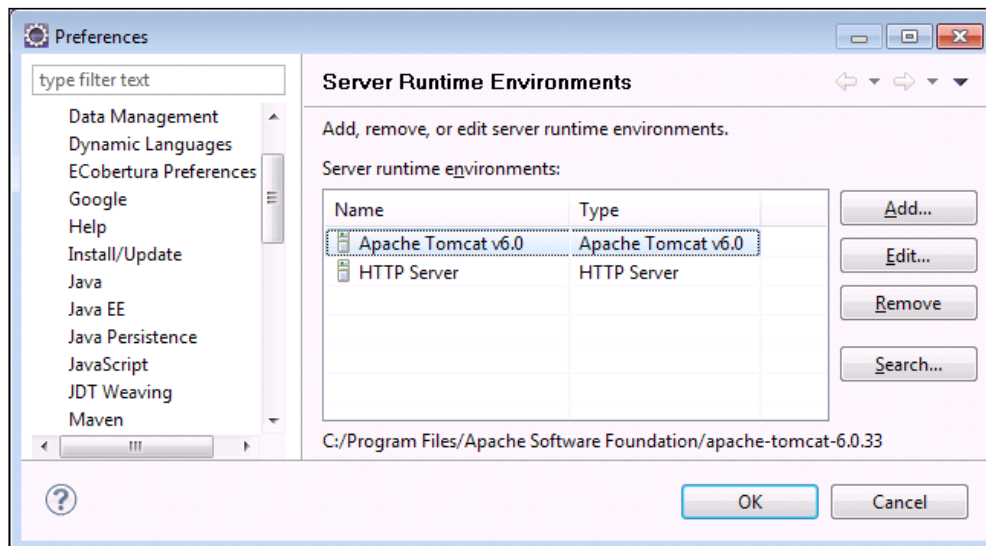 Preferences
type filter text
Data Management
Dynamic Languages
ECobertura Preferences
Google
Help
Install/Update
Java
Java EE
Java Persistence
JavaScript
JDT Weaving
Maven
Server Runtime Environments
Add, remove, or edit server runtime environments.
Server runtime environments:
Name Type
Apache Tomcat v6.0 Apache Tomcat v6.0
HTTP Server HTTP Server
Add...
Edit...
Remove
Search...
C:/Program Files/Apache Software Foundation/apache-tomcat-6.0.33
? OK Cancel